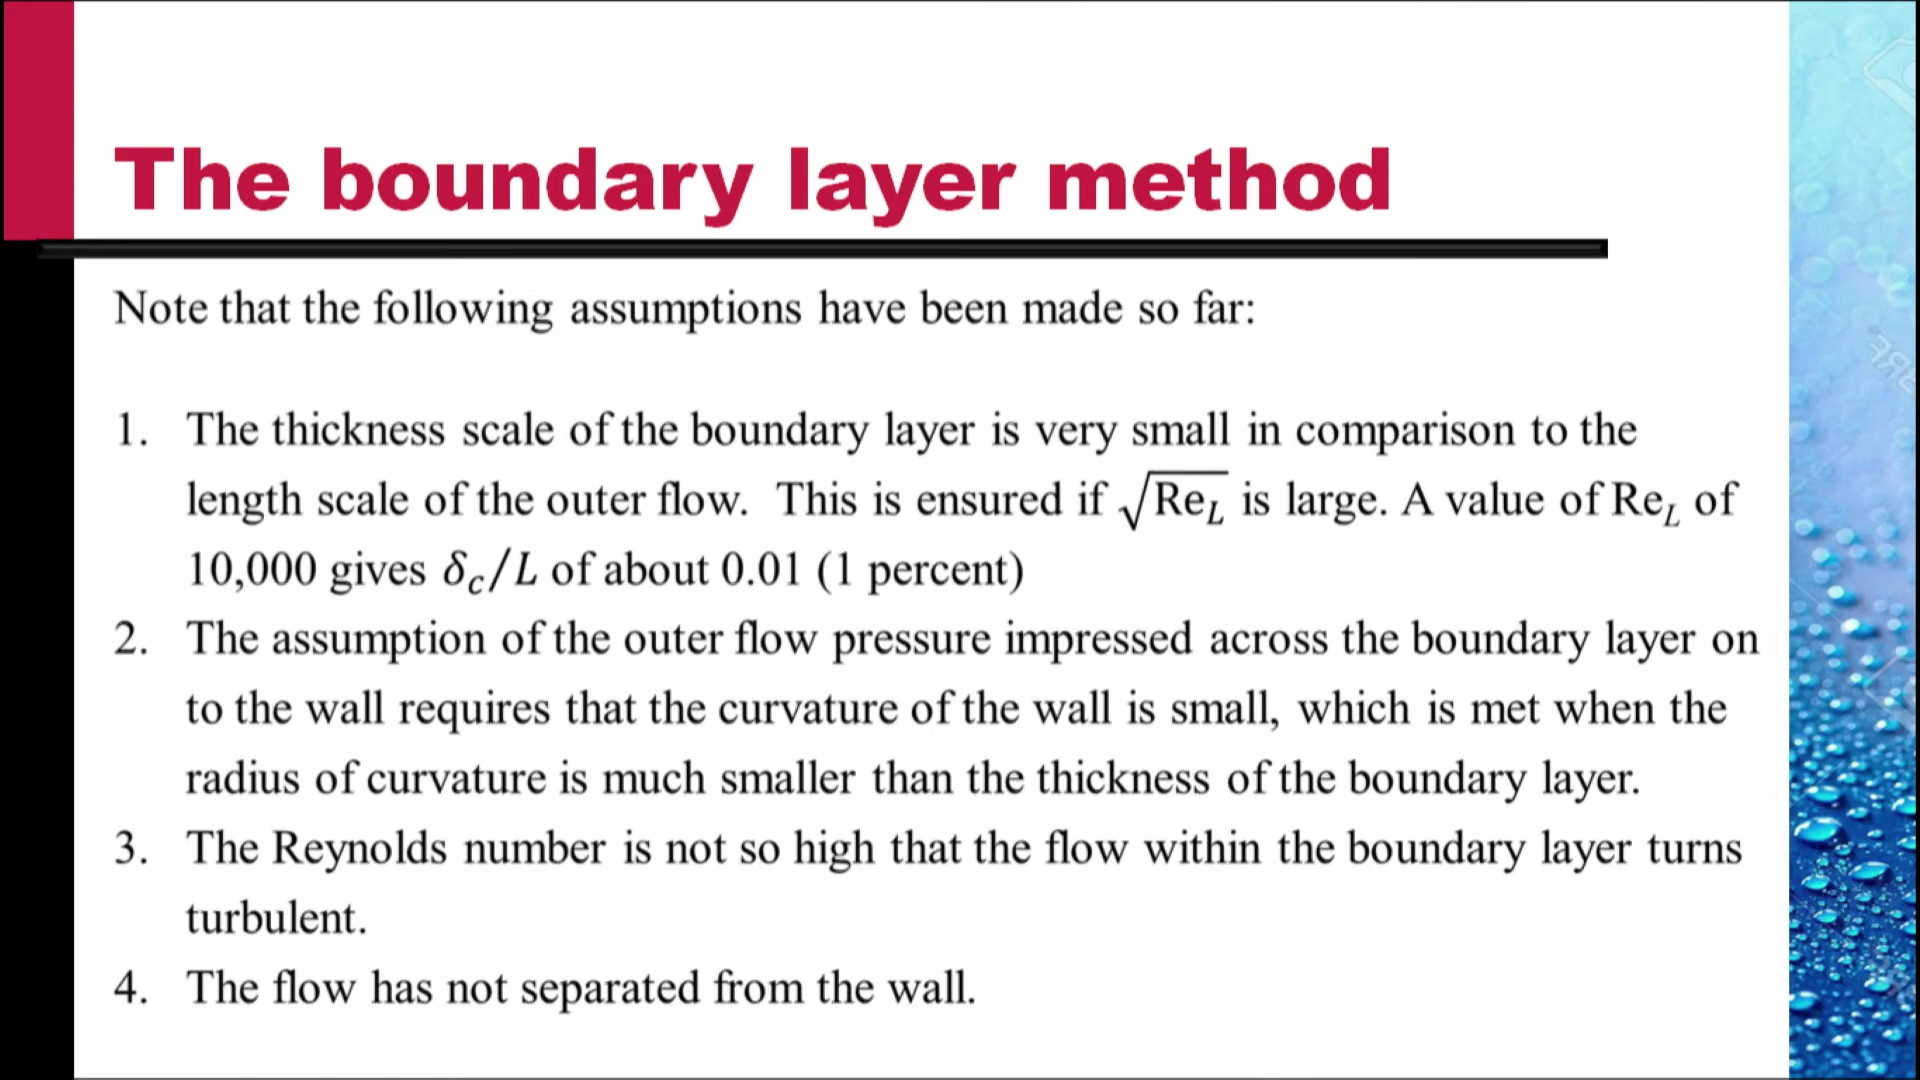 The boundary layer method
Note that the following assumptions have been made so far:
1. The thickness scale of the boundary layer is very small in comparison to the
length scale of the outer flow. This is ensured if √Re_L is large. A value of Re_L of
10,000 gives δ_c/L of about 0.01 (1 percent)
2. The assumption of the outer flow pressure impressed across the boundary layer on
to the wall requires that the curvature of the wall is small, which is met when the
radius of curvature is much smaller than the thickness of the boundary layer.
3. The Reynolds number is not so high that the flow within the boundary layer turns
turbulent.
4. The flow has not separated from the wall.